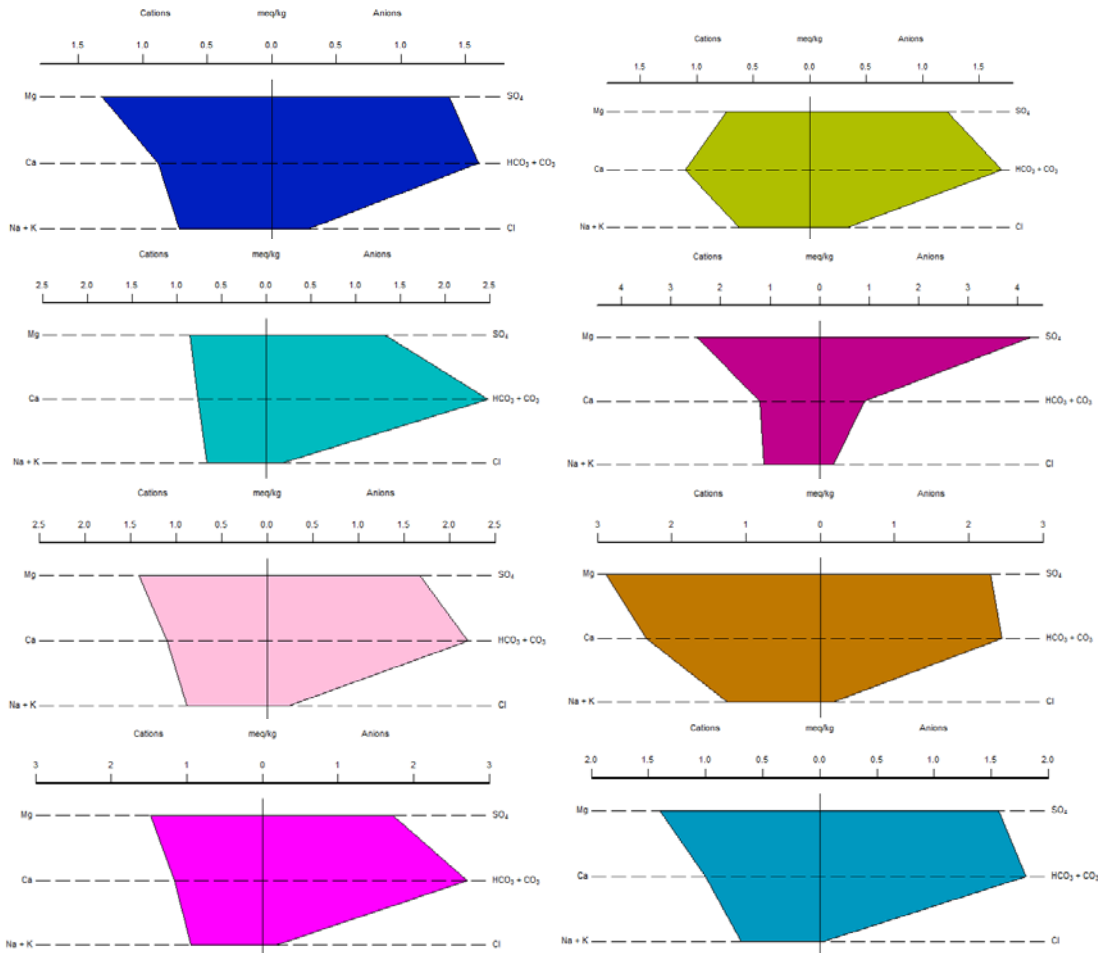 Cations meq/kg Anions
1.5 1.0 0.5 0.0 0.5 1.0 1.5
Mg SO₄
Ca HCO₃ + CO₃
Na + K Cl
Cations meq/kg Anions
1.5 1.0 0.5 0.0 0.5 1.0 1.5
Mg SO₄
Ca HCO₃ + CO₃
Na + K Cl
Cations meq/kg Anions
2.5 2.0 1.5 1.0 0.5 0.0 0.5 1.0 1.5 2.0 2.5
Mg SO₄
Ca HCO₃ + CO₃
Na + K Cl
Cations meq/kg Anions
4 3 2 1 0 1 2 3 4
Mg SO₄
Ca HCO₃ + CO₃
Na + K Cl
Cations meq/kg Anions
2.5 2.0 1.5 1.0 0.5 0.0 0.5 1.0 1.5 2.0 2.5
Mg SO₄
Ca HCO₃ + CO₃
Na + K Cl
Cations meq/kg Anions
3 2 1 0 1 2 3
Mg SO₄
Ca HCO₃ + CO₃
Na + K Cl
Cations meq/kg Anions
3 2 1 0 1 2 3
Mg SO₄
Ca HCO₃ + CO₃
Na + K Cl
Cations meq/kg Anions
2.0 1.5 1.0 0.5 0.0 0.5 1.0 1.5 2.0
Mg SO₄
Ca HCO₃ + CO₃
Na + K Cl